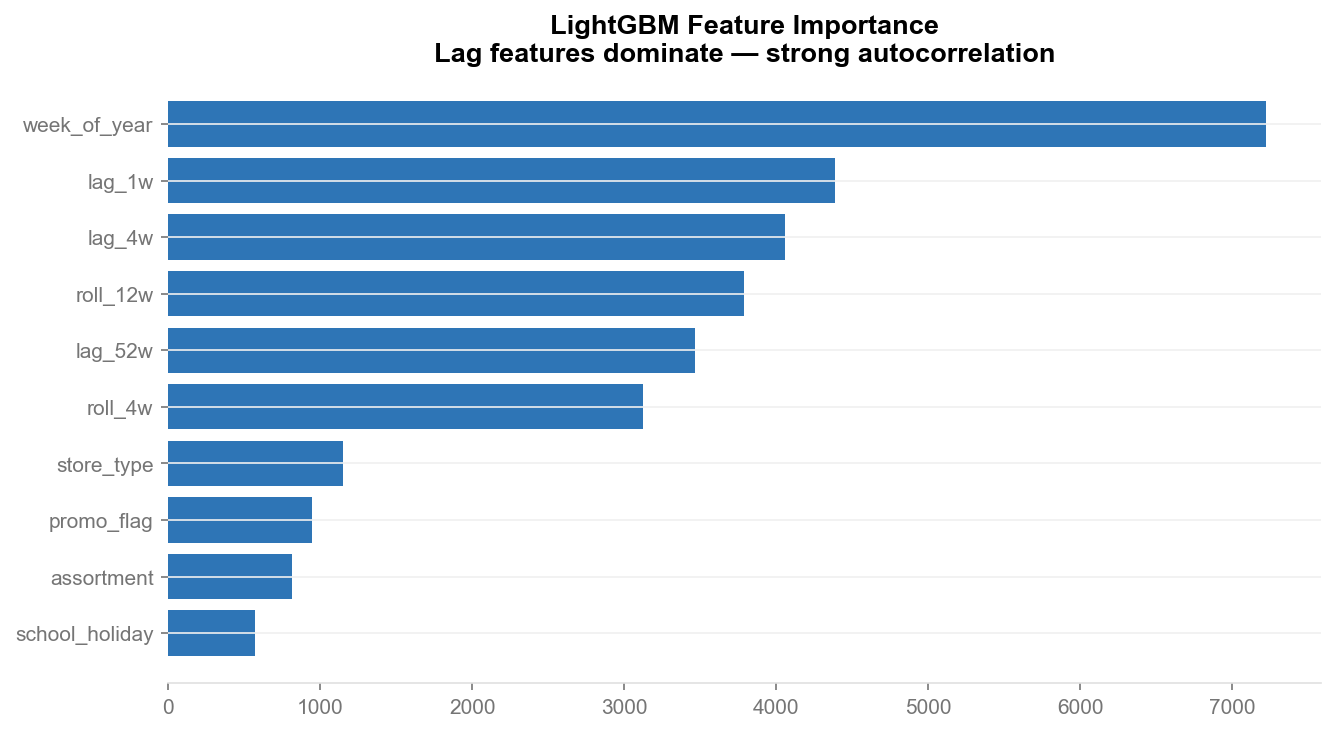 LightGBM Feature Importance
Lag features dominate — strong autocorrelation
week_of_year
lag_1w
lag_4w
roll_12w
lag_52w
roll_4w
store_type
promo_flag
assortment
school_holiday
0 1000 2000 3000 4000 5000 6000 7000